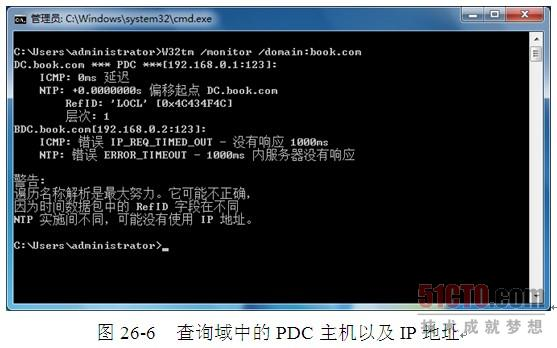 管理员: C:\Windows\system32\cmd.exe
C:\Users\administrator>W32tm /monitor /domain:book.com
DC.book.com *** PDC ***[192.168.0.1:123]:
ICMP: 0ms 延迟
NTP: +0.0000000s 偏移起点 DC.book.com
RefID: 'LOCL' [0x4C434F4C]
层次: 1
BDC.book.com[192.168.0.2:123]:
ICMP: 错误 IP_REQ_TIMED_OUT - 没有响应 1000ms
NTP: 错误 ERROR_TIMEOUT - 1000ms 内服务器没有响应
警告:
遍历名称解析是最大努力。它可能不正确,
因为时间数据包中的 RefID 字段在不同
NTP 实施间不同，可能没有使用 IP 地址。
C:\Users\administrator>_
51CTO.com
技术成就梦想
图 26-6 查询域中的 PDC 主机以及 IP 地址